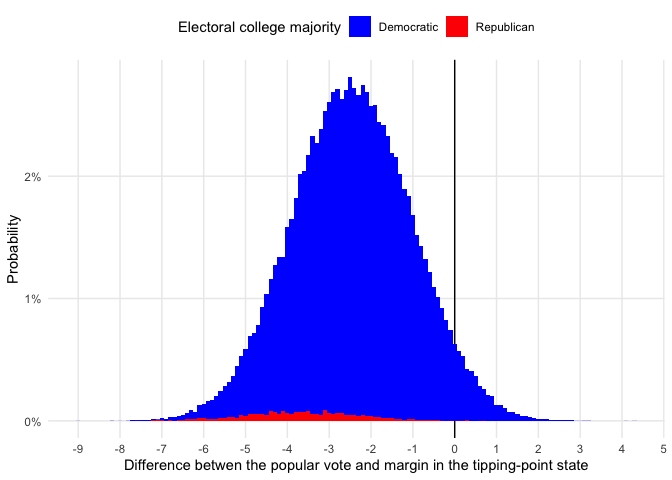 Electoral college majority Democratic Republican
Probability
2%
1%
0%
-9 -8 -7 -6 -5 -4 -3 -2 -1 0 1 2 3 4 5
Difference betwen the popular vote and margin in the tipping-point state